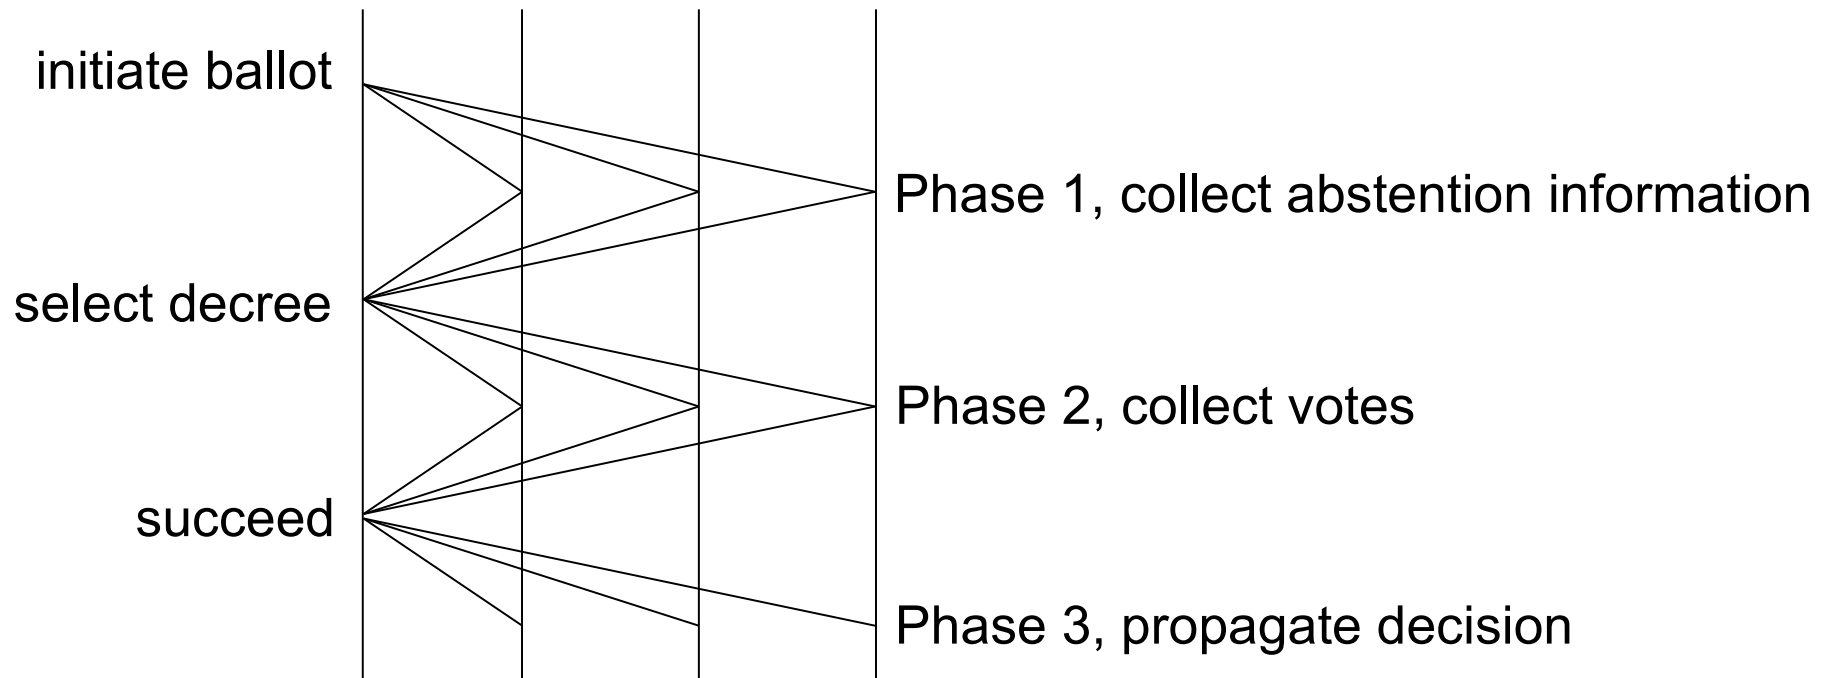 initiate ballot
Phase 1, collect abstention information
select decree
Phase 2, collect votes
succeed
Phase 3, propagate decision